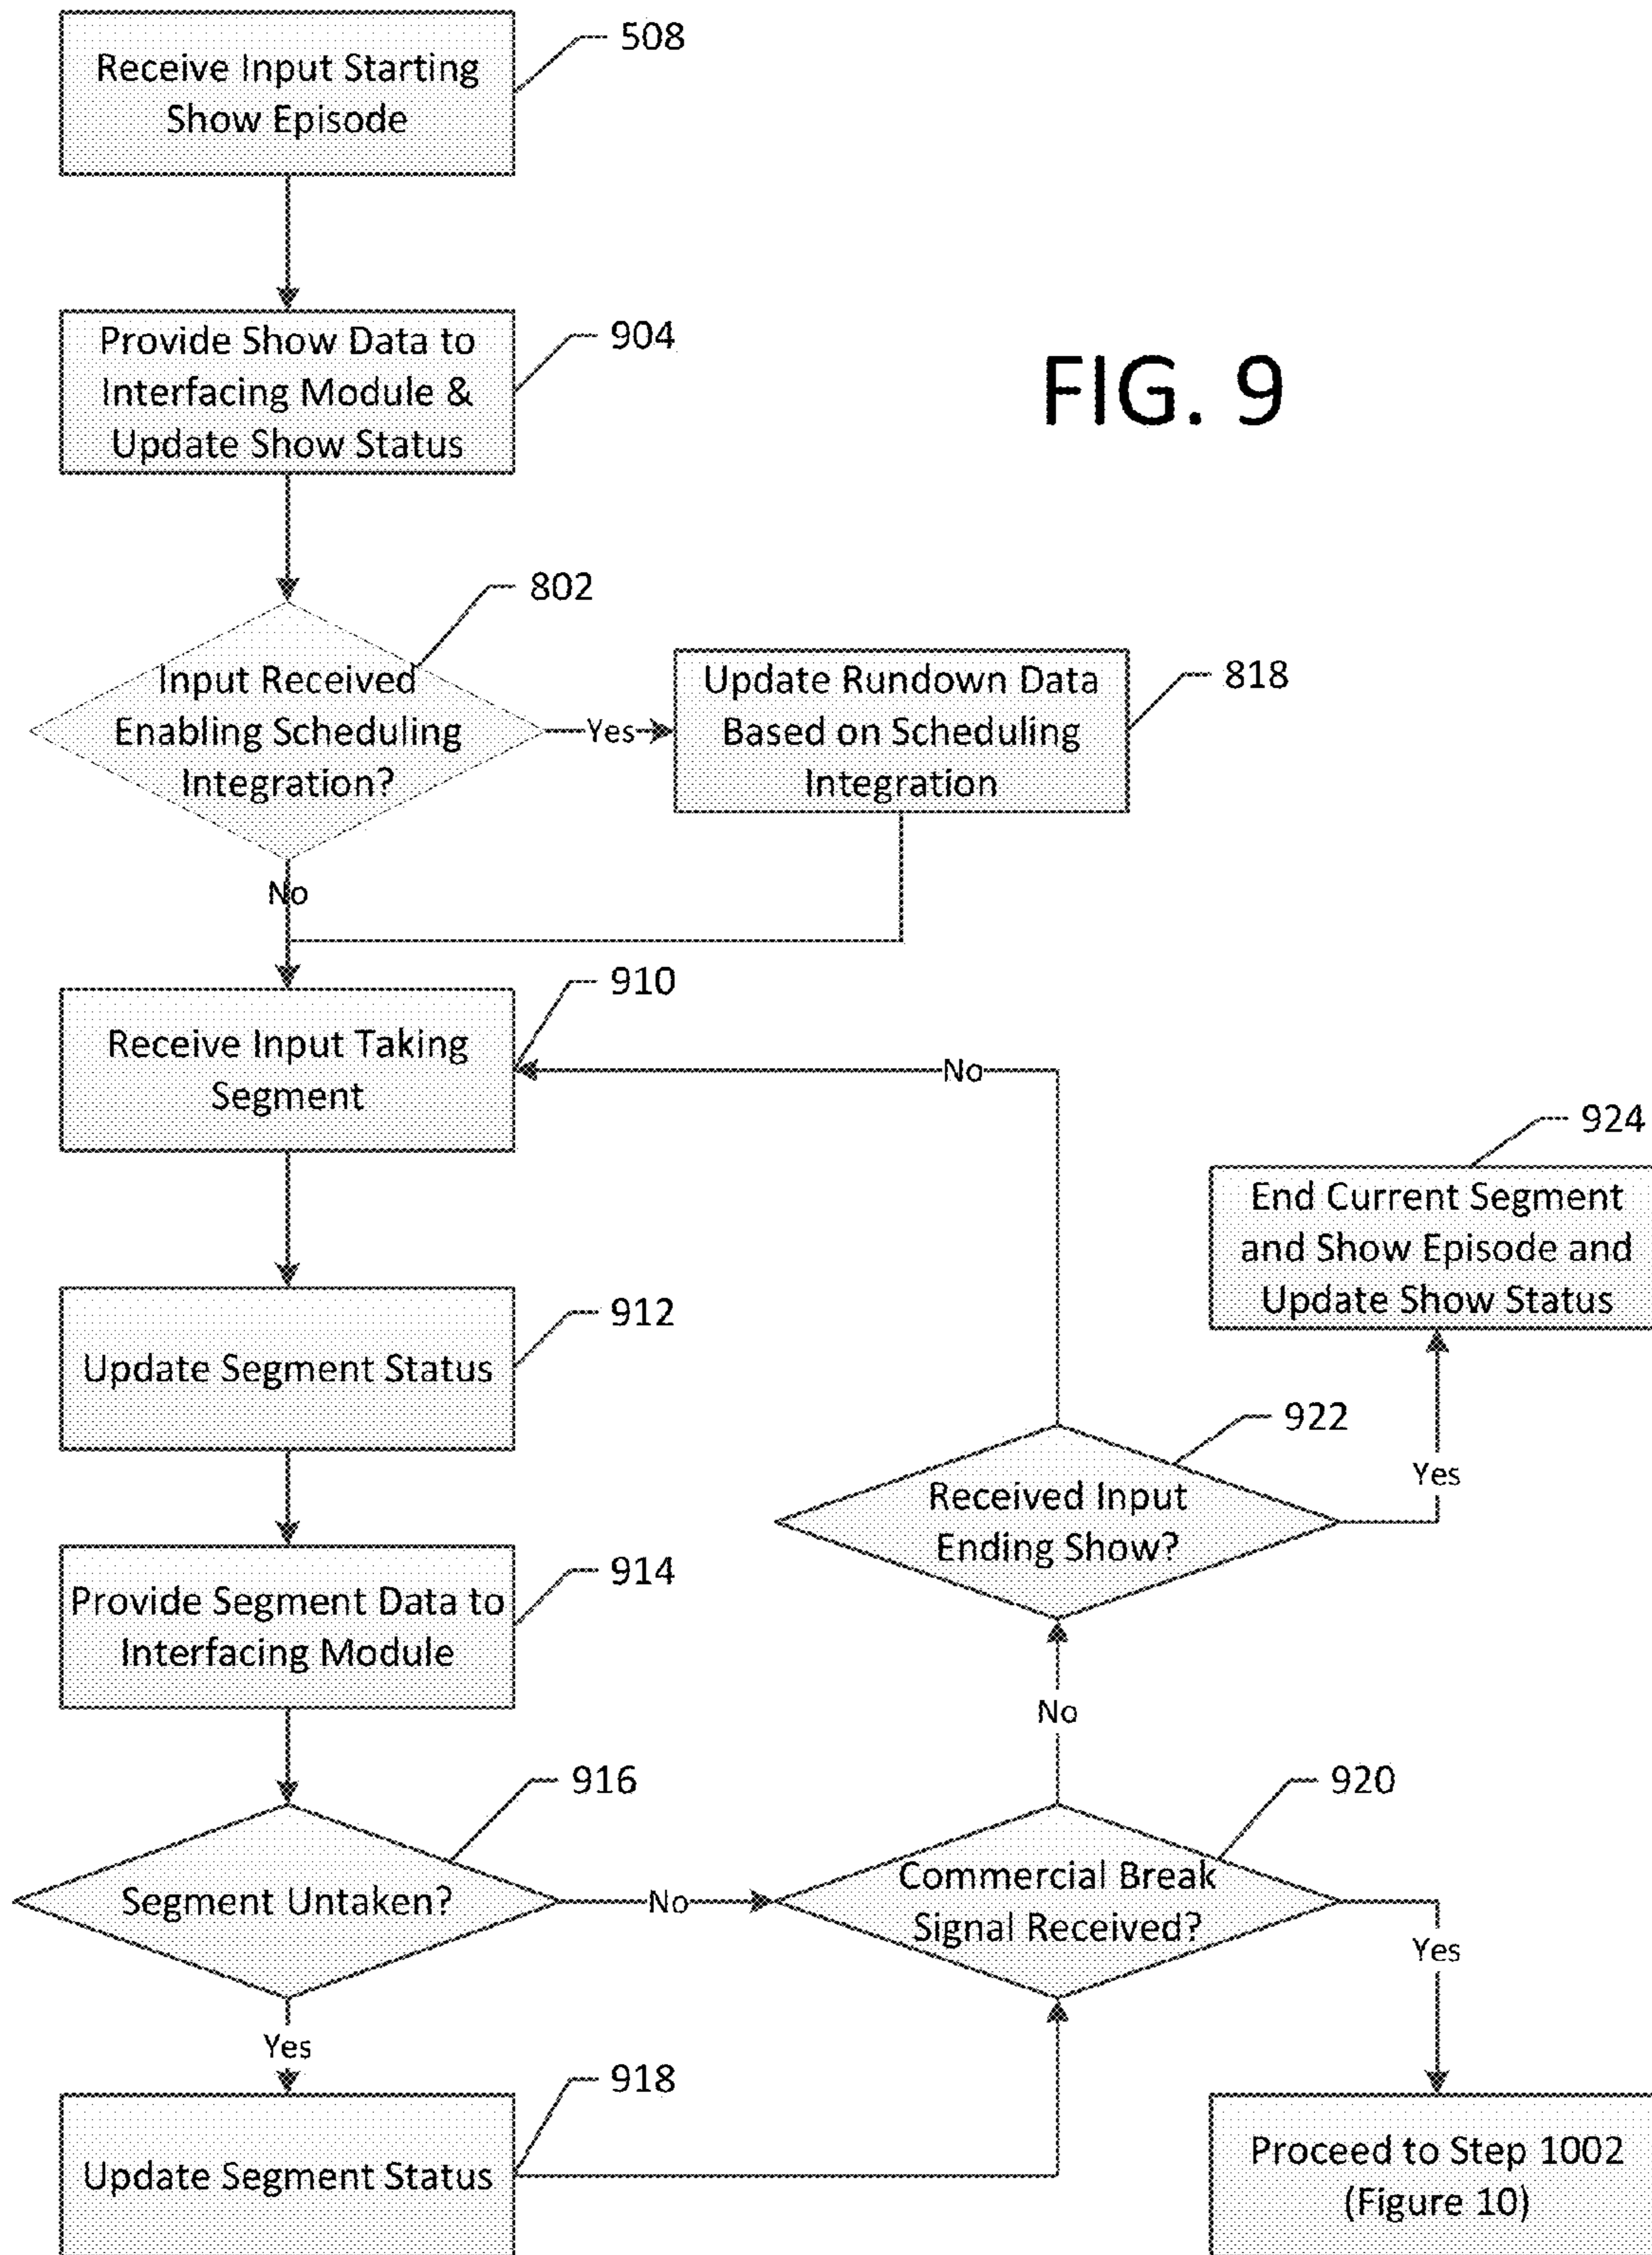 Receive Input Starting
Show Episode
508
Provide Show Data to
Interfacing Module &
Update Show Status
904
FIG. 9
802
Input Received
Enabling Scheduling
Integration?
Yes
Update Rundown Data
Based on Scheduling
Integration
818
No
910
Receive Input Taking
Segment
No
924
End Current Segment
and Show Episode and
Update Show Status
912
Update Segment Status
922
Received Input
Ending Show?
Yes
914
Provide Segment Data to
Interfacing Module
No
916
Segment Untaken?
No
920
Commercial Break
Signal Received?
Yes
Yes
918
Update Segment Status
Proceed to Step 1002
(Figure 10)